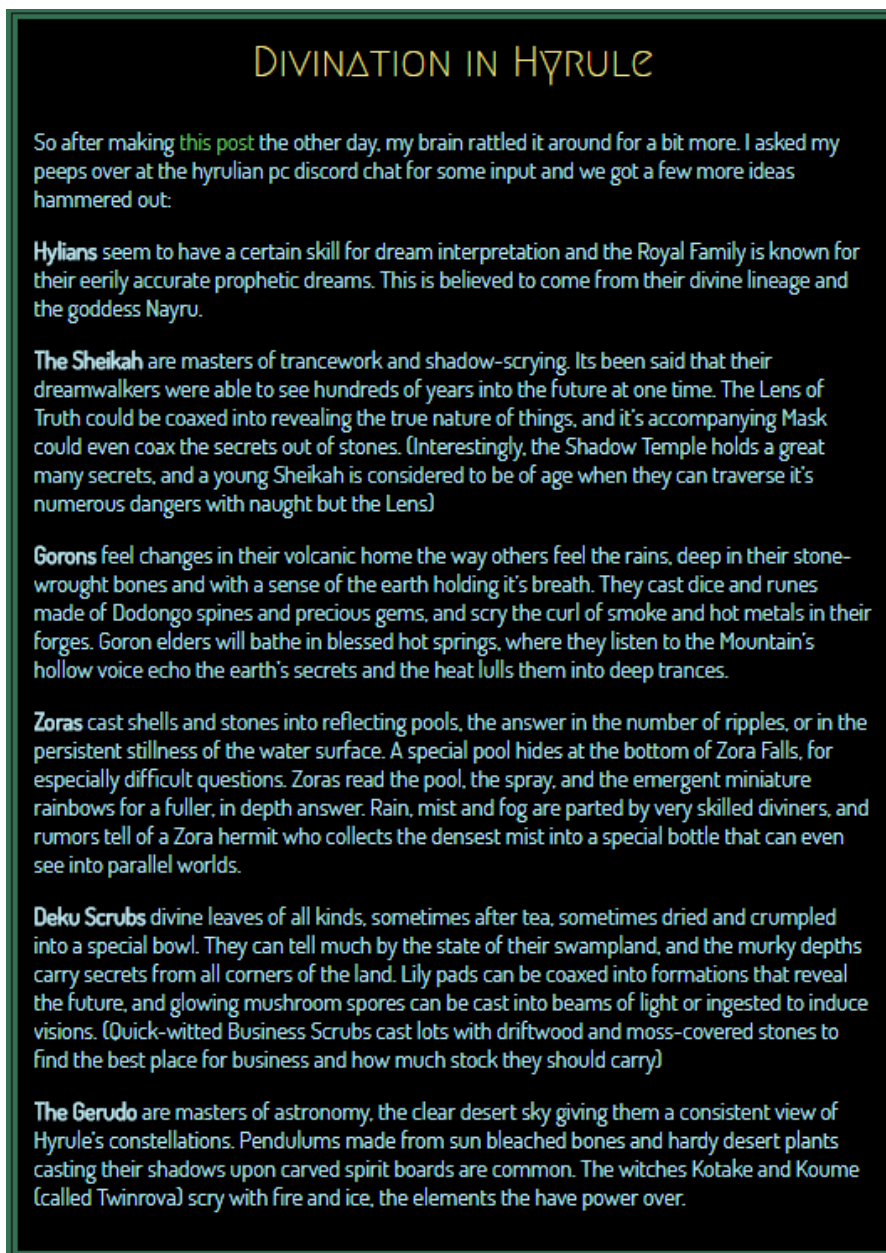 Divination in Hyrule
So after making this post the other day, my brain rattled it around for a bit more. I asked my
peeps over at the hyrulian pc discord chat for some input and we got a few more ideas
hammered out:
Hylians seem to have a certain skill for dream interpretation and the Royal Family is known for
their eerily accurate prophetic dreams. This is believed to come from their divine lineage and
the goddess Nayru.
The Sheikah are masters of trancework and shadow-scrying. Its been said that their
dreamwalkers were able to see hundreds of years into the future at one time. The Lens of
Truth could be coaxed into revealing the true nature of things, and it's accompanying Mask
could even coax the secrets out of stones. (Interestingly, the Shadow Temple holds a great
many secrets, and a young Sheikah is considered to be of age when they can traverse it's
numerous dangers with naught but the Lens)
Gorons feel changes in their volcanic home the way others feel the rains, deep in their stone-
wrought bones and with a sense of the earth holding it's breath. They cast dice and runes
made of Dodongo spines and precious gems, and scry the curl of smoke and hot metals in their
forges. Goron elders will bathe in blessed hot springs, where they listen to the Mountain's
hollow voice echo the earth's secrets and the heat lulls them into deep trances.
Zoras cast shells and stones into reflecting pools, the answer in the number of ripples, or in the
persistent stillness of the water surface. A special pool hides at the bottom of Zora Falls, for
especially difficult questions. Zoras read the pool, the spray, and the emergent miniature
rainbows for a fuller, in depth answer. Rain, mist and fog are parted by very skilled diviners, and
rumors tell of a Zora hermit who collects the densest mist into a special bottle that can even
see into parallel worlds.
Deku Scrubs divine leaves of all kinds, sometimes after tea, sometimes dried and crumpled
into a special bowl. They can tell much by the state of their swampland, and the murky depths
carry secrets from all corners of the land. Lily pads can be coaxed into formations that reveal
the future, and glowing mushroom spores can be cast into beams of light or ingested to induce
visions. (Quick-witted Business Scrubs cast lots with driftwood and moss-covered stones to
find the best place for business and how much stock they should carry)
The Gerudo are masters of astronomy, the clear desert sky giving them a consistent view of
Hyrule's constellations. Pendulums made from sun bleached bones and hardy desert plants
casting their shadows upon carved spirit boards are common. The witches Kotake and Koume
(called Twinrova) scry with fire and ice, the elements the have power over.